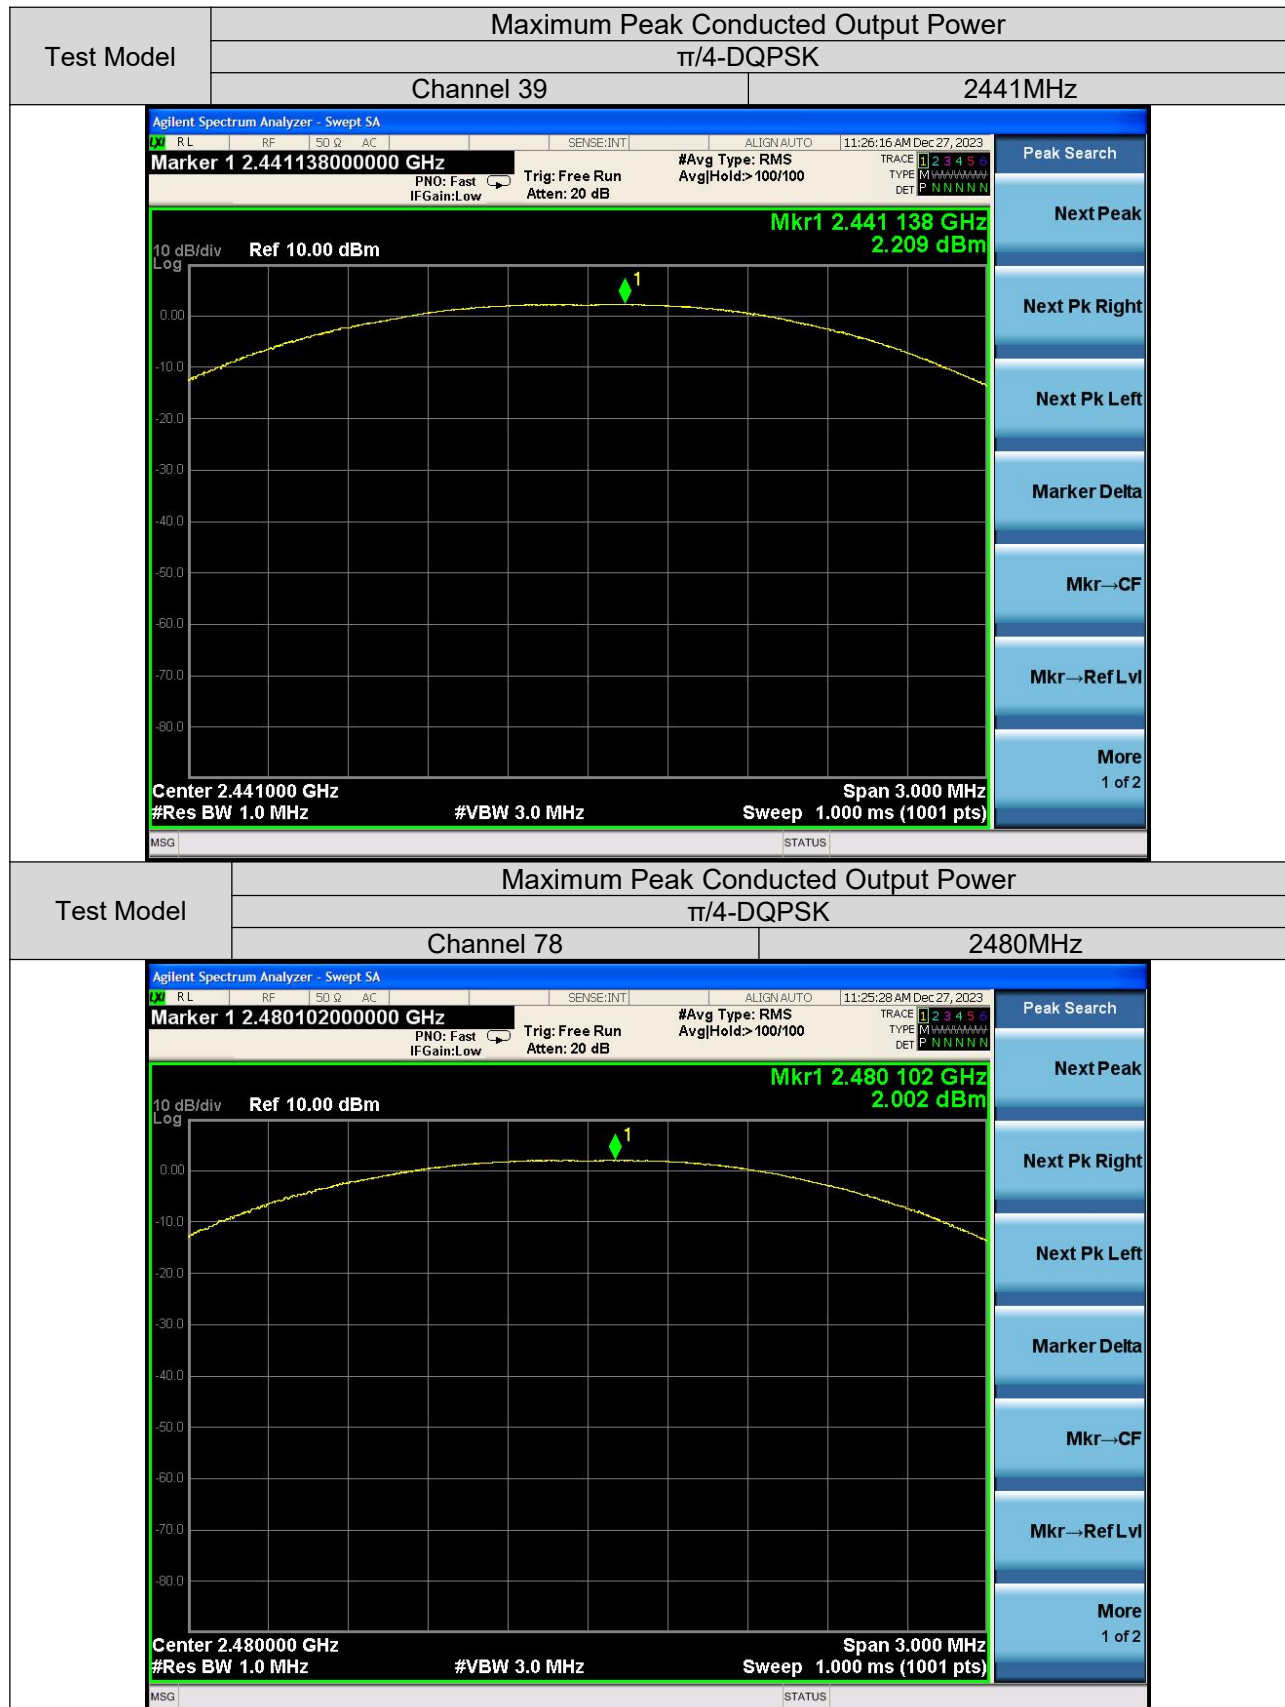 Test Model
Maximum Peak Conducted Output Power
π/4-DQPSK
Channel 39 2441MHz
Agilent Spectrum Analyzer - Swept SA
LXI RL RF 50 Ω AC SENSE:INT ALIGN AUTO 11:26:16 AM Dec 27, 2023
Marker 1 2.441138000000 GHz #Avg Type: RMS TRACE 1 2 3 4 5 6
PNO: Fast Trig: Free Run Avg|Hold:>100/100 TYPE M
IFGain:Low Atten: 20 dB DET P N N N N N
Peak Search
Next Peak
Next Pk Right
Next Pk Left
Marker Delta
Mkr→CF
Mkr→Ref Lvl
More
1 of 2
Mkr1 2.441 138 GHz
2.209 dBm
10 dB/div Ref 10.00 dBm
Log
1
0.00
-10.0
-20.0
-30.0
-40.0
-50.0
-60.0
-70.0
-80.0
Center 2.441000 GHz Span 3.000 MHz
#Res BW 1.0 MHz #VBW 3.0 MHz Sweep 1.000 ms (1001 pts)
MSG STATUS
Test Model
Maximum Peak Conducted Output Power
π/4-DQPSK
Channel 78 2480MHz
Agilent Spectrum Analyzer - Swept SA
LXI RL RF 50 Ω AC SENSE:INT ALIGN AUTO 11:25:28 AM Dec 27, 2023
Marker 1 2.480102000000 GHz #Avg Type: RMS TRACE 1 2 3 4 5 6
PNO: Fast Trig: Free Run Avg|Hold:>100/100 TYPE M
IFGain:Low Atten: 20 dB DET P N N N N N
Peak Search
Next Peak
Next Pk Right
Next Pk Left
Marker Delta
Mkr→CF
Mkr→Ref Lvl
More
1 of 2
Mkr1 2.480 102 GHz
2.002 dBm
10 dB/div Ref 10.00 dBm
Log
1
0.00
-10.0
-20.0
-30.0
-40.0
-50.0
-60.0
-70.0
-80.0
Center 2.480000 GHz Span 3.000 MHz
#Res BW 1.0 MHz #VBW 3.0 MHz Sweep 1.000 ms (1001 pts)
MSG STATUS